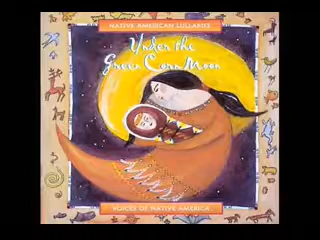 NATIVE AMERICAN LULLABIES
Under the
Green Corn Moon
VOICES OF NATIVE AMERICA